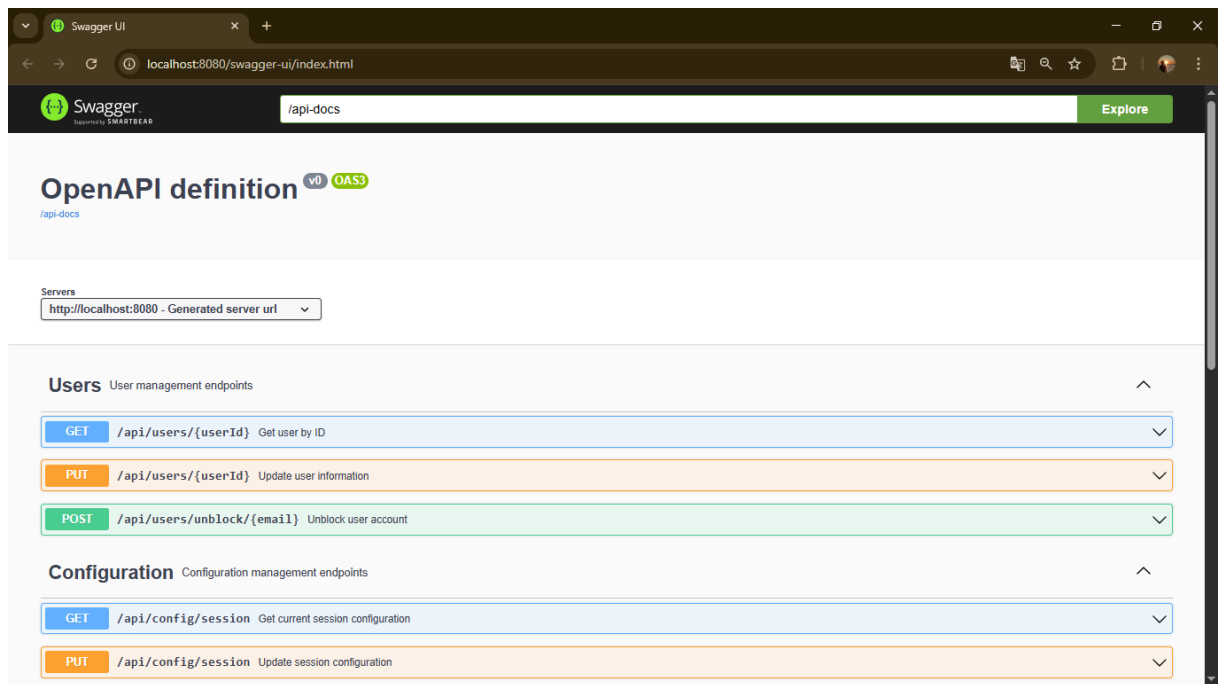 Swagger UI
localhost:8080/swagger-ui/index.html
Swagger.
Supported by SMARTBEAR
/api-docs
Explore
OpenAPI definition v0 OAS3
/api-docs
Servers
http://localhost:8080 - Generated server url
Users User management endpoints
GET /api/users/{userId} Get user by ID
PUT /api/users/{userId} Update user information
POST /api/users/unblock/{email} Unblock user account
Configuration Configuration management endpoints
GET /api/config/session Get current session configuration
PUT /api/config/session Update session configuration